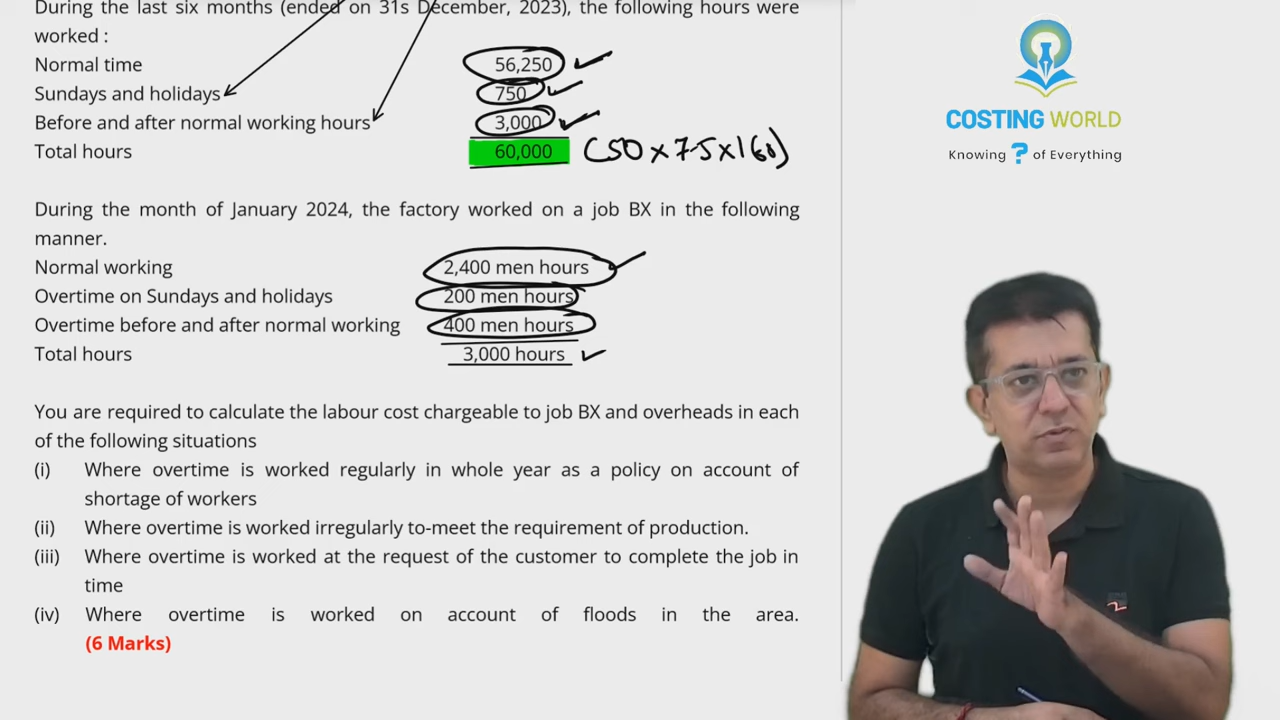 During the last six months (ended on 31s December, 2023), the following hours were
worked :
Normal time 56,250
Sundays and holidays 750
Before and after normal working hours 3,000
Total hours 60,000 (50 x 7.5 x 160)
During the month of January 2024, the factory worked on a job BX in the following
manner.
Normal working 2,400 men hours
Overtime on Sundays and holidays 200 men hours
Overtime before and after normal working 400 men hours
Total hours 3,000 hours
You are required to calculate the labour cost chargeable to job BX and overheads in each
of the following situations
(i) Where overtime is worked regularly in whole year as a policy on account of
shortage of workers
(ii) Where overtime is worked irregularly to-meet the requirement of production.
(iii) Where overtime is worked at the request of the customer to complete the job in
time
(iv) Where overtime is worked on account of floods in the area.
(6 Marks)
COSTING WORLD
Knowing ? of Everything